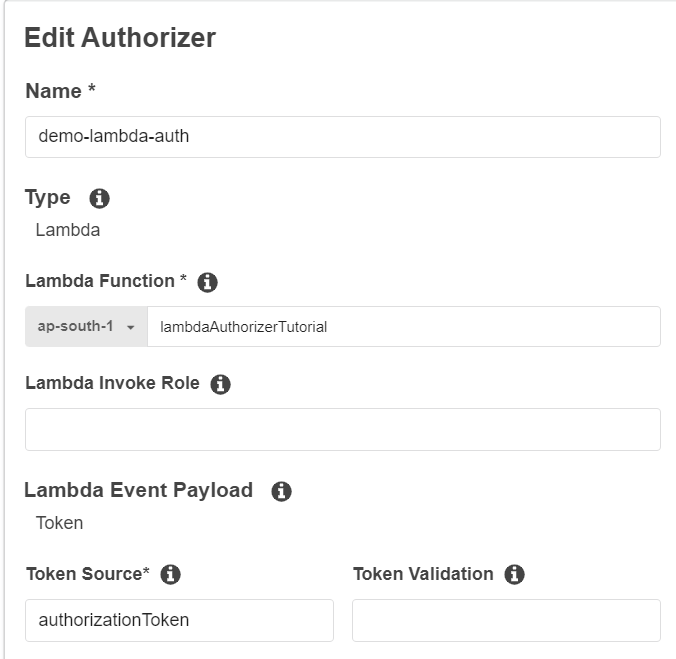 Edit Authorizer
Name *
demo-lambda-auth
Type
Lambda
Lambda Function *
ap-south-1 lambdaAuthorizerTutorial
Lambda Invoke Role
Lambda Event Payload
Token
Token Source* Token Validation
authorizationToken